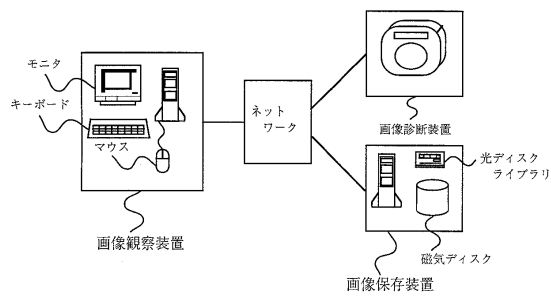 モニタ
キーボード
マウス
画像観察装置
ネット
ワーク
画像診断装置
光ディスク
ライブラリ
磁気ディスク
画像保存装置